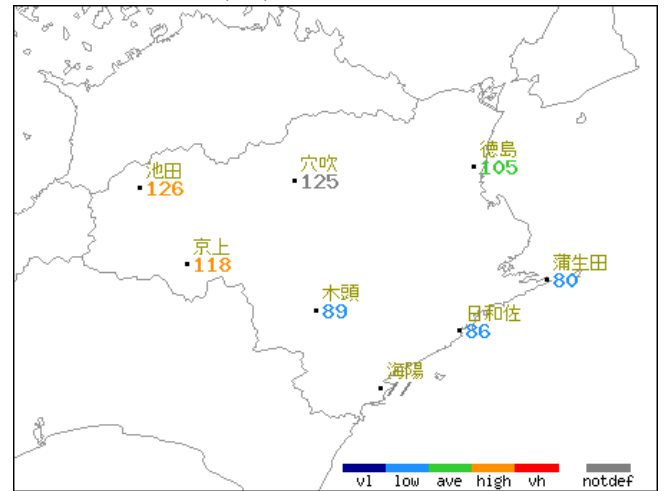 徳島
105
穴吹
125
池田
126
京上
118
蒲生田
80
木頭
89
日和佐
86
海陽
vl low ave high vh notdef